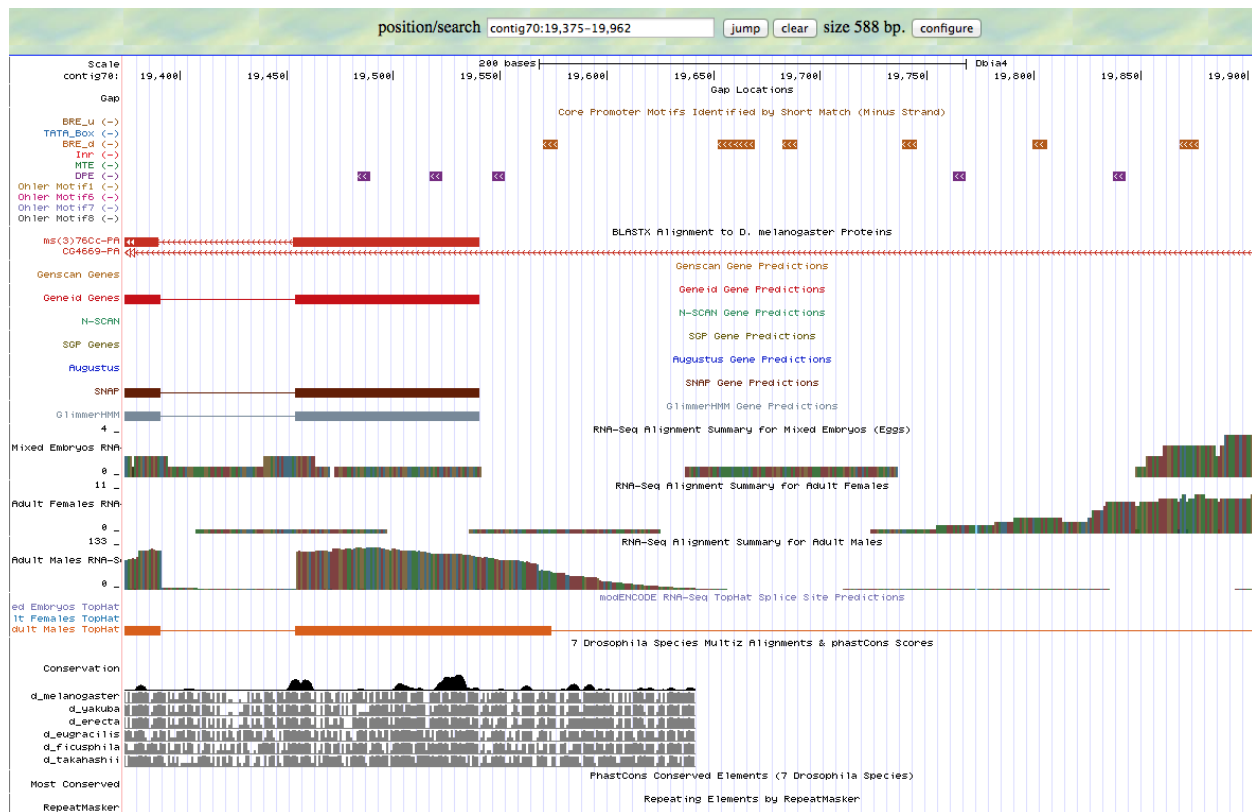 position/search contig70:19,375-19,962 jump clear size 588 bp. configure
Scale 200 bases Dbia4
contig70: 19,400 19,450 19,500 19,550 19,600 19,650 19,700 19,750 19,800 19,850 19,900
Gap Locations
Gap
Core Promoter Motifs Identified by Short Match (Minus Strand)
BRE_u (-)
TATA_Box (-)
BRE_d (-)
Inr (-)
MTE (-)
DPE (-)
Ohler Motif1 (-)
Ohler Motif6 (-)
Ohler Motif7 (-)
Ohler Motif8 (-)
BLASTX Alignment to D. melanogaster Proteins
ms(3)76Cc-PA
CG4669-PA
Genscan Gene Predictions
Genscan Genes
Geneid Gene Predictions
Geneid Genes
N-SCAN Gene Predictions
N-SCAN
SGP Gene Predictions
SGP Genes
Augustus Gene Predictions
Augustus
SNAP Gene Predictions
SNAP
GlimmerHMM Gene Predictions
GlimmerHMM
4 _ RNA-Seq Alignment Summary for Mixed Embryos (Eggs)
Mixed Embryos RNA
0 _
11 _ RNA-Seq Alignment Summary for Adult Females
Adult Females RNA
0 _
133 _ RNA-Seq Alignment Summary for Adult Males
Adult Males RNA-S
0 _
modENCODE RNA-Seq TopHat Splice Site Predictions
ed Embryos TopHat
lt Females TopHat
dult Males TopHat
7 Drosophila Species Multiz Alignments & phastCons Scores
Conservation
d_melanogaster
d_yakuba
d_erecta
d_eugracilis
d_ficusphila
d_takahashii
PhastCons Conserved Elements (7 Drosophila Species)
Most Conserved
Repeating Elements by RepeatMasker
RepeatMasker